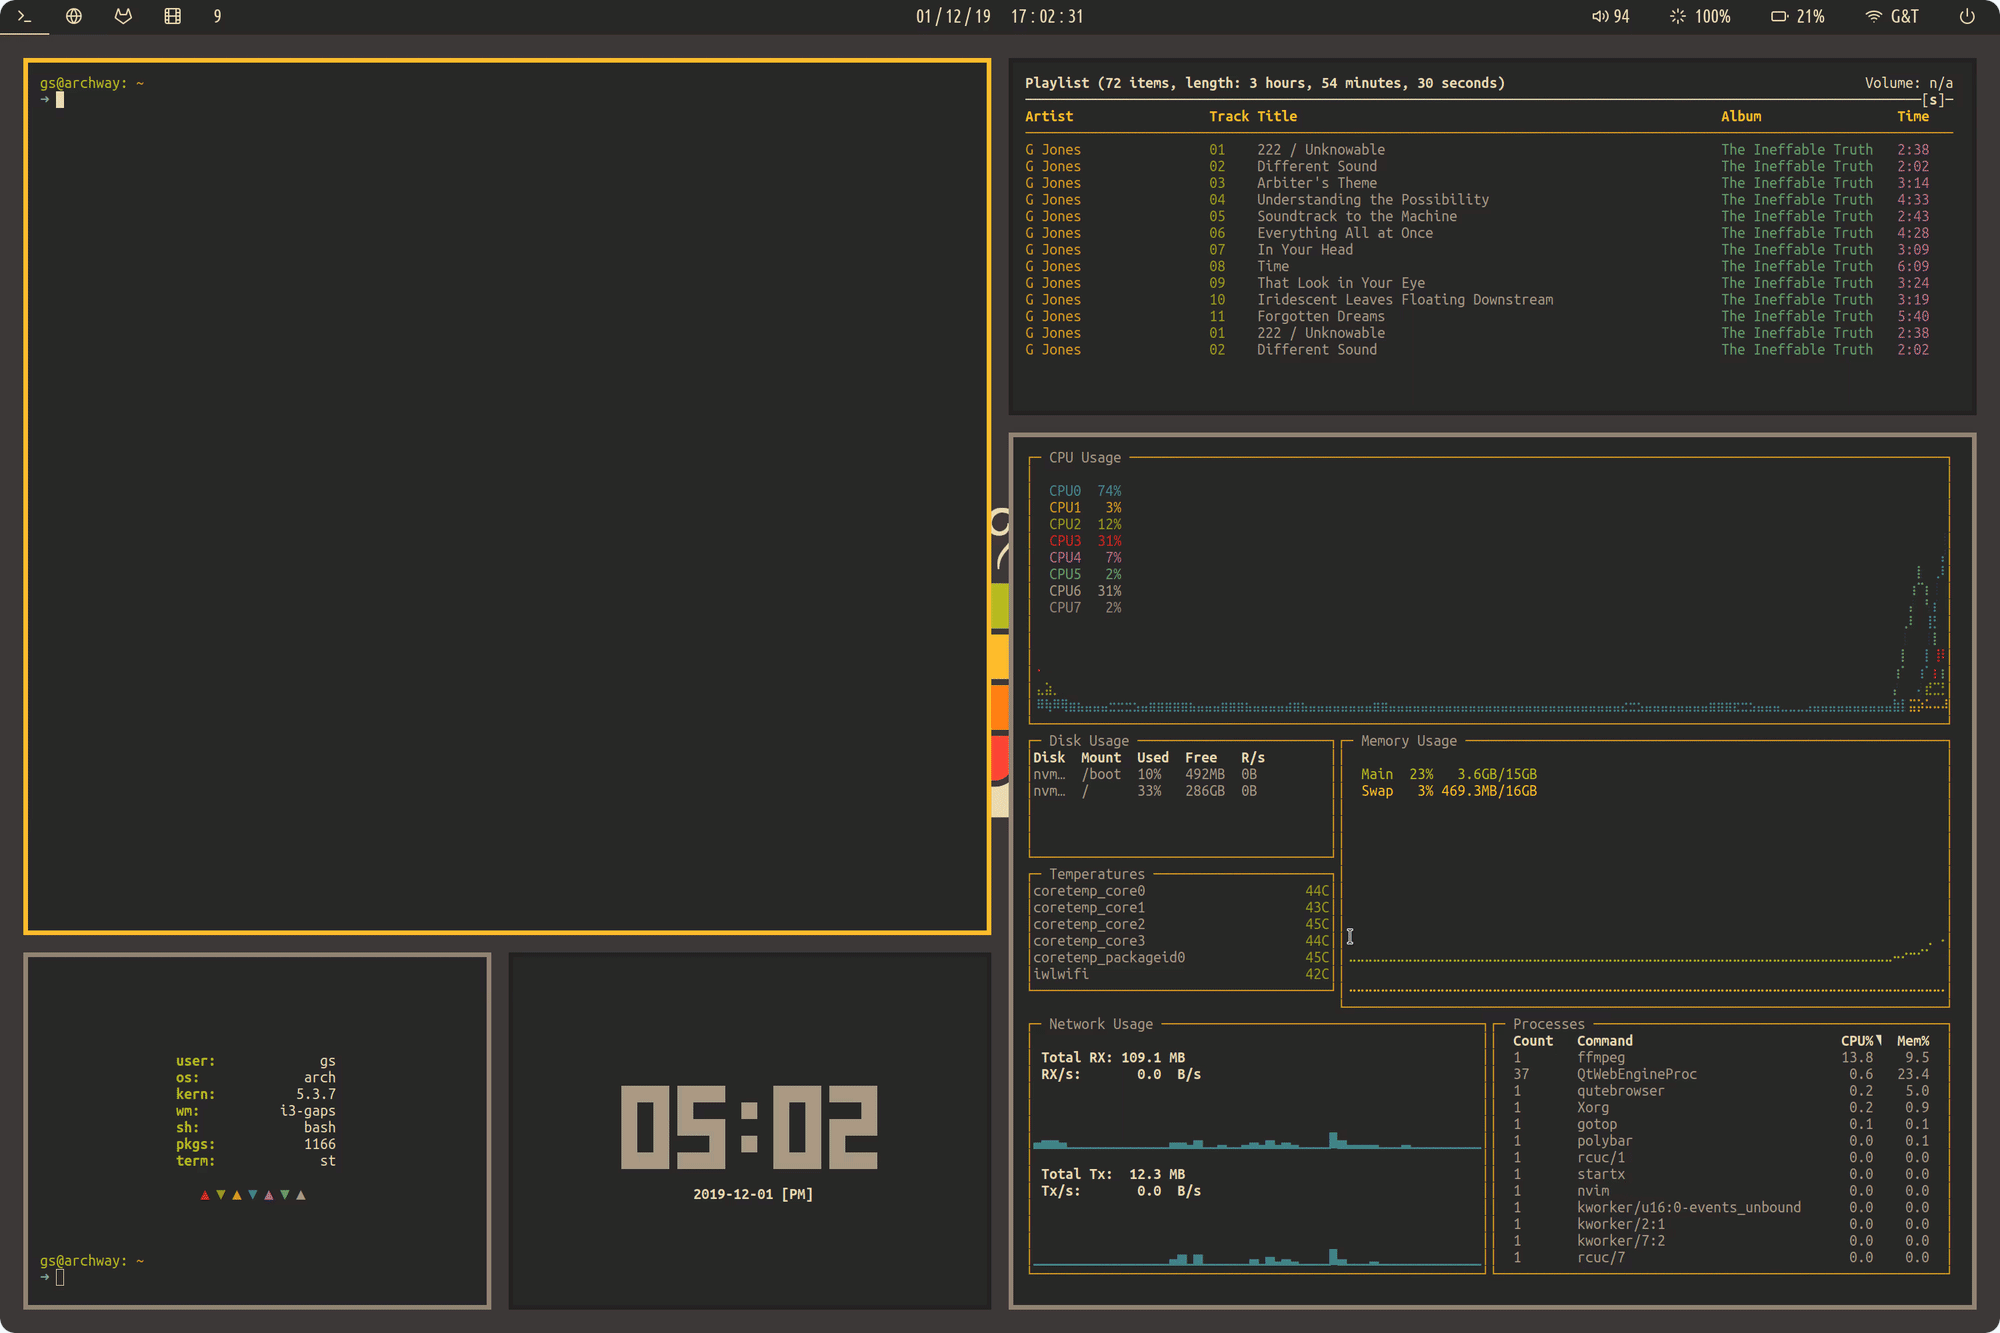 9
01/12/19 17:02:31
94 100% 21% G&T
gs@archway: ~
→
Playlist (72 items, length: 3 hours, 54 minutes, 30 seconds) Volume: n/a
[s]
Artist Track Title Album Time
G Jones 01 222 / Unknowable The Ineffable Truth 2:38
G Jones 02 Different Sound The Ineffable Truth 2:02
G Jones 03 Arbiter's Theme The Ineffable Truth 3:14
G Jones 04 Understanding the Possibility The Ineffable Truth 4:33
G Jones 05 Soundtrack to the Machine The Ineffable Truth 2:43
G Jones 06 Everything All at Once The Ineffable Truth 4:28
G Jones 07 In Your Head The Ineffable Truth 3:09
G Jones 08 Time The Ineffable Truth 6:09
G Jones 09 That Look in Your Eye The Ineffable Truth 3:24
G Jones 10 Iridescent Leaves Floating Downstream The Ineffable Truth 3:19
G Jones 11 Forgotten Dreams The Ineffable Truth 5:40
G Jones 01 222 / Unknowable The Ineffable Truth 2:38
G Jones 02 Different Sound The Ineffable Truth 2:02
CPU Usage
CPU0 74%
CPU1 3%
CPU2 12%
CPU3 31%
CPU4 7%
CPU5 2%
CPU6 31%
CPU7 2%
Disk Usage
Disk Mount Used Free R/s
nvm… /boot 10% 492MB 0B
nvm… / 33% 286GB 0B
Memory Usage
Main 23% 3.6GB/15GB
Swap 3% 469.3MB/16GB
Temperatures
coretemp_core0 44C
coretemp_core1 43C
coretemp_core2 45C
coretemp_core3 44C
coretemp_packageid0 45C
iwlwifi 42C
Network Usage
Total RX: 109.1 MB
RX/s: 0.0 B/s
Total Tx: 12.3 MB
Tx/s: 0.0 B/s
Processes
Count Command CPU%▼ Mem%
1 ffmpeg 13.8 9.5
37 QtWebEngineProc 0.6 23.4
1 qutebrowser 0.2 5.0
1 Xorg 0.2 0.9
1 gotop 0.1 0.1
1 polybar 0.0 0.1
1 rcuc/1 0.0 0.0
1 startx 0.0 0.0
1 nvim 0.0 0.0
1 kworker/u16:0-events_unbound 0.0 0.0
1 kworker/2:1 0.0 0.0
1 kworker/7:2 0.0 0.0
1 rcuc/7 0.0 0.0
user: gs
os: arch
kern: 5.3.7
wm: i3-gaps
sh: bash
pkgs: 1166
term: st
gs@archway: ~
→
05:02
2019-12-01 [PM]